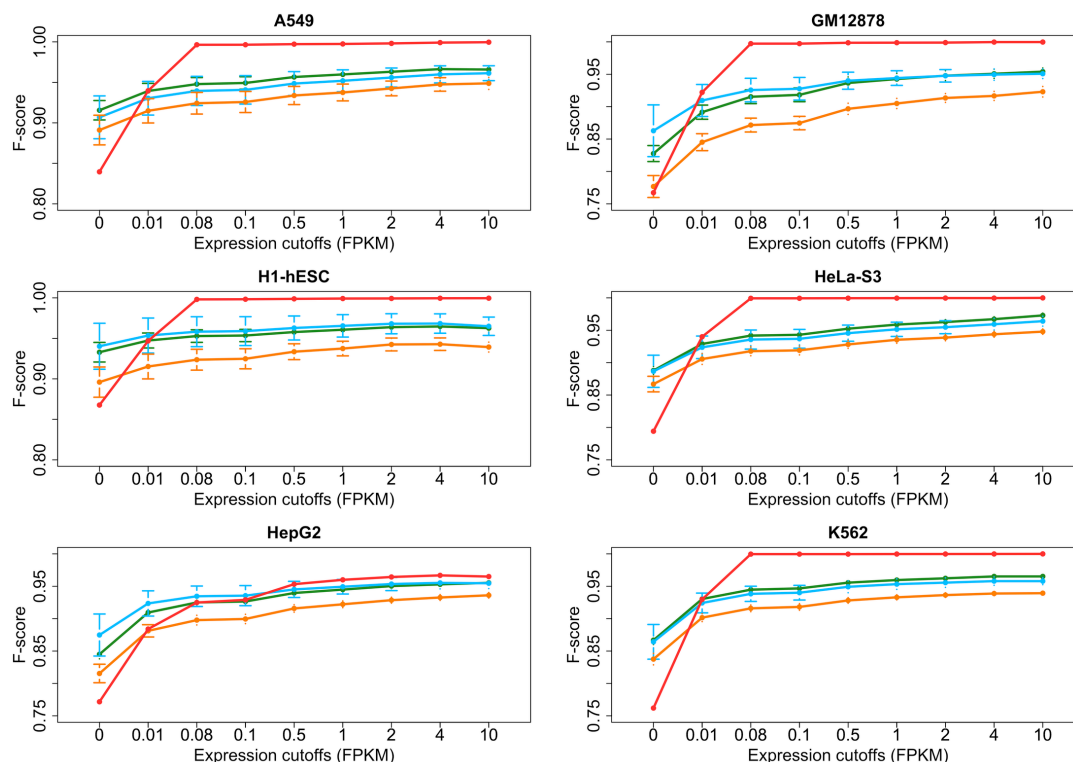 A549
F-score
1.00
0.90
0.80
0 0.01 0.08 0.1 0.5 1 2 4 10
Expression cutoffs (FPKM)
GM12878
F-score
0.95
0.85
0.75
0 0.01 0.08 0.1 0.5 1 2 4 10
Expression cutoffs (FPKM)
H1-hESC
F-score
1.00
0.90
0.80
0 0.01 0.08 0.1 0.5 1 2 4 10
Expression cutoffs (FPKM)
HeLa-S3
F-score
0.95
0.85
0.75
0 0.01 0.08 0.1 0.5 1 2 4 10
Expression cutoffs (FPKM)
HepG2
F-score
0.95
0.85
0.75
0 0.01 0.08 0.1 0.5 1 2 4 10
Expression cutoffs (FPKM)
K562
F-score
0.95
0.85
0.75
0 0.01 0.08 0.1 0.5 1 2 4 10
Expression cutoffs (FPKM)